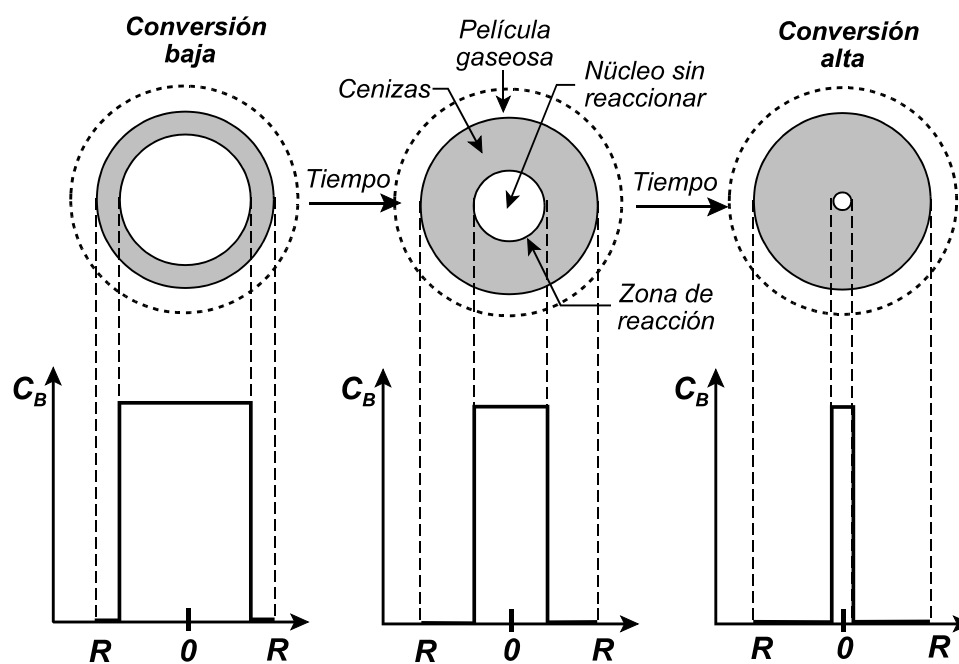 Conversión
baja
Película
gaseosa
Cenizas
Núcleo sin
reaccionar
Conversión
alta
Tiempo
Tiempo
Zona de
reacción
C_B
C_B
C_B
R 0 R
R 0 R
R 0 R